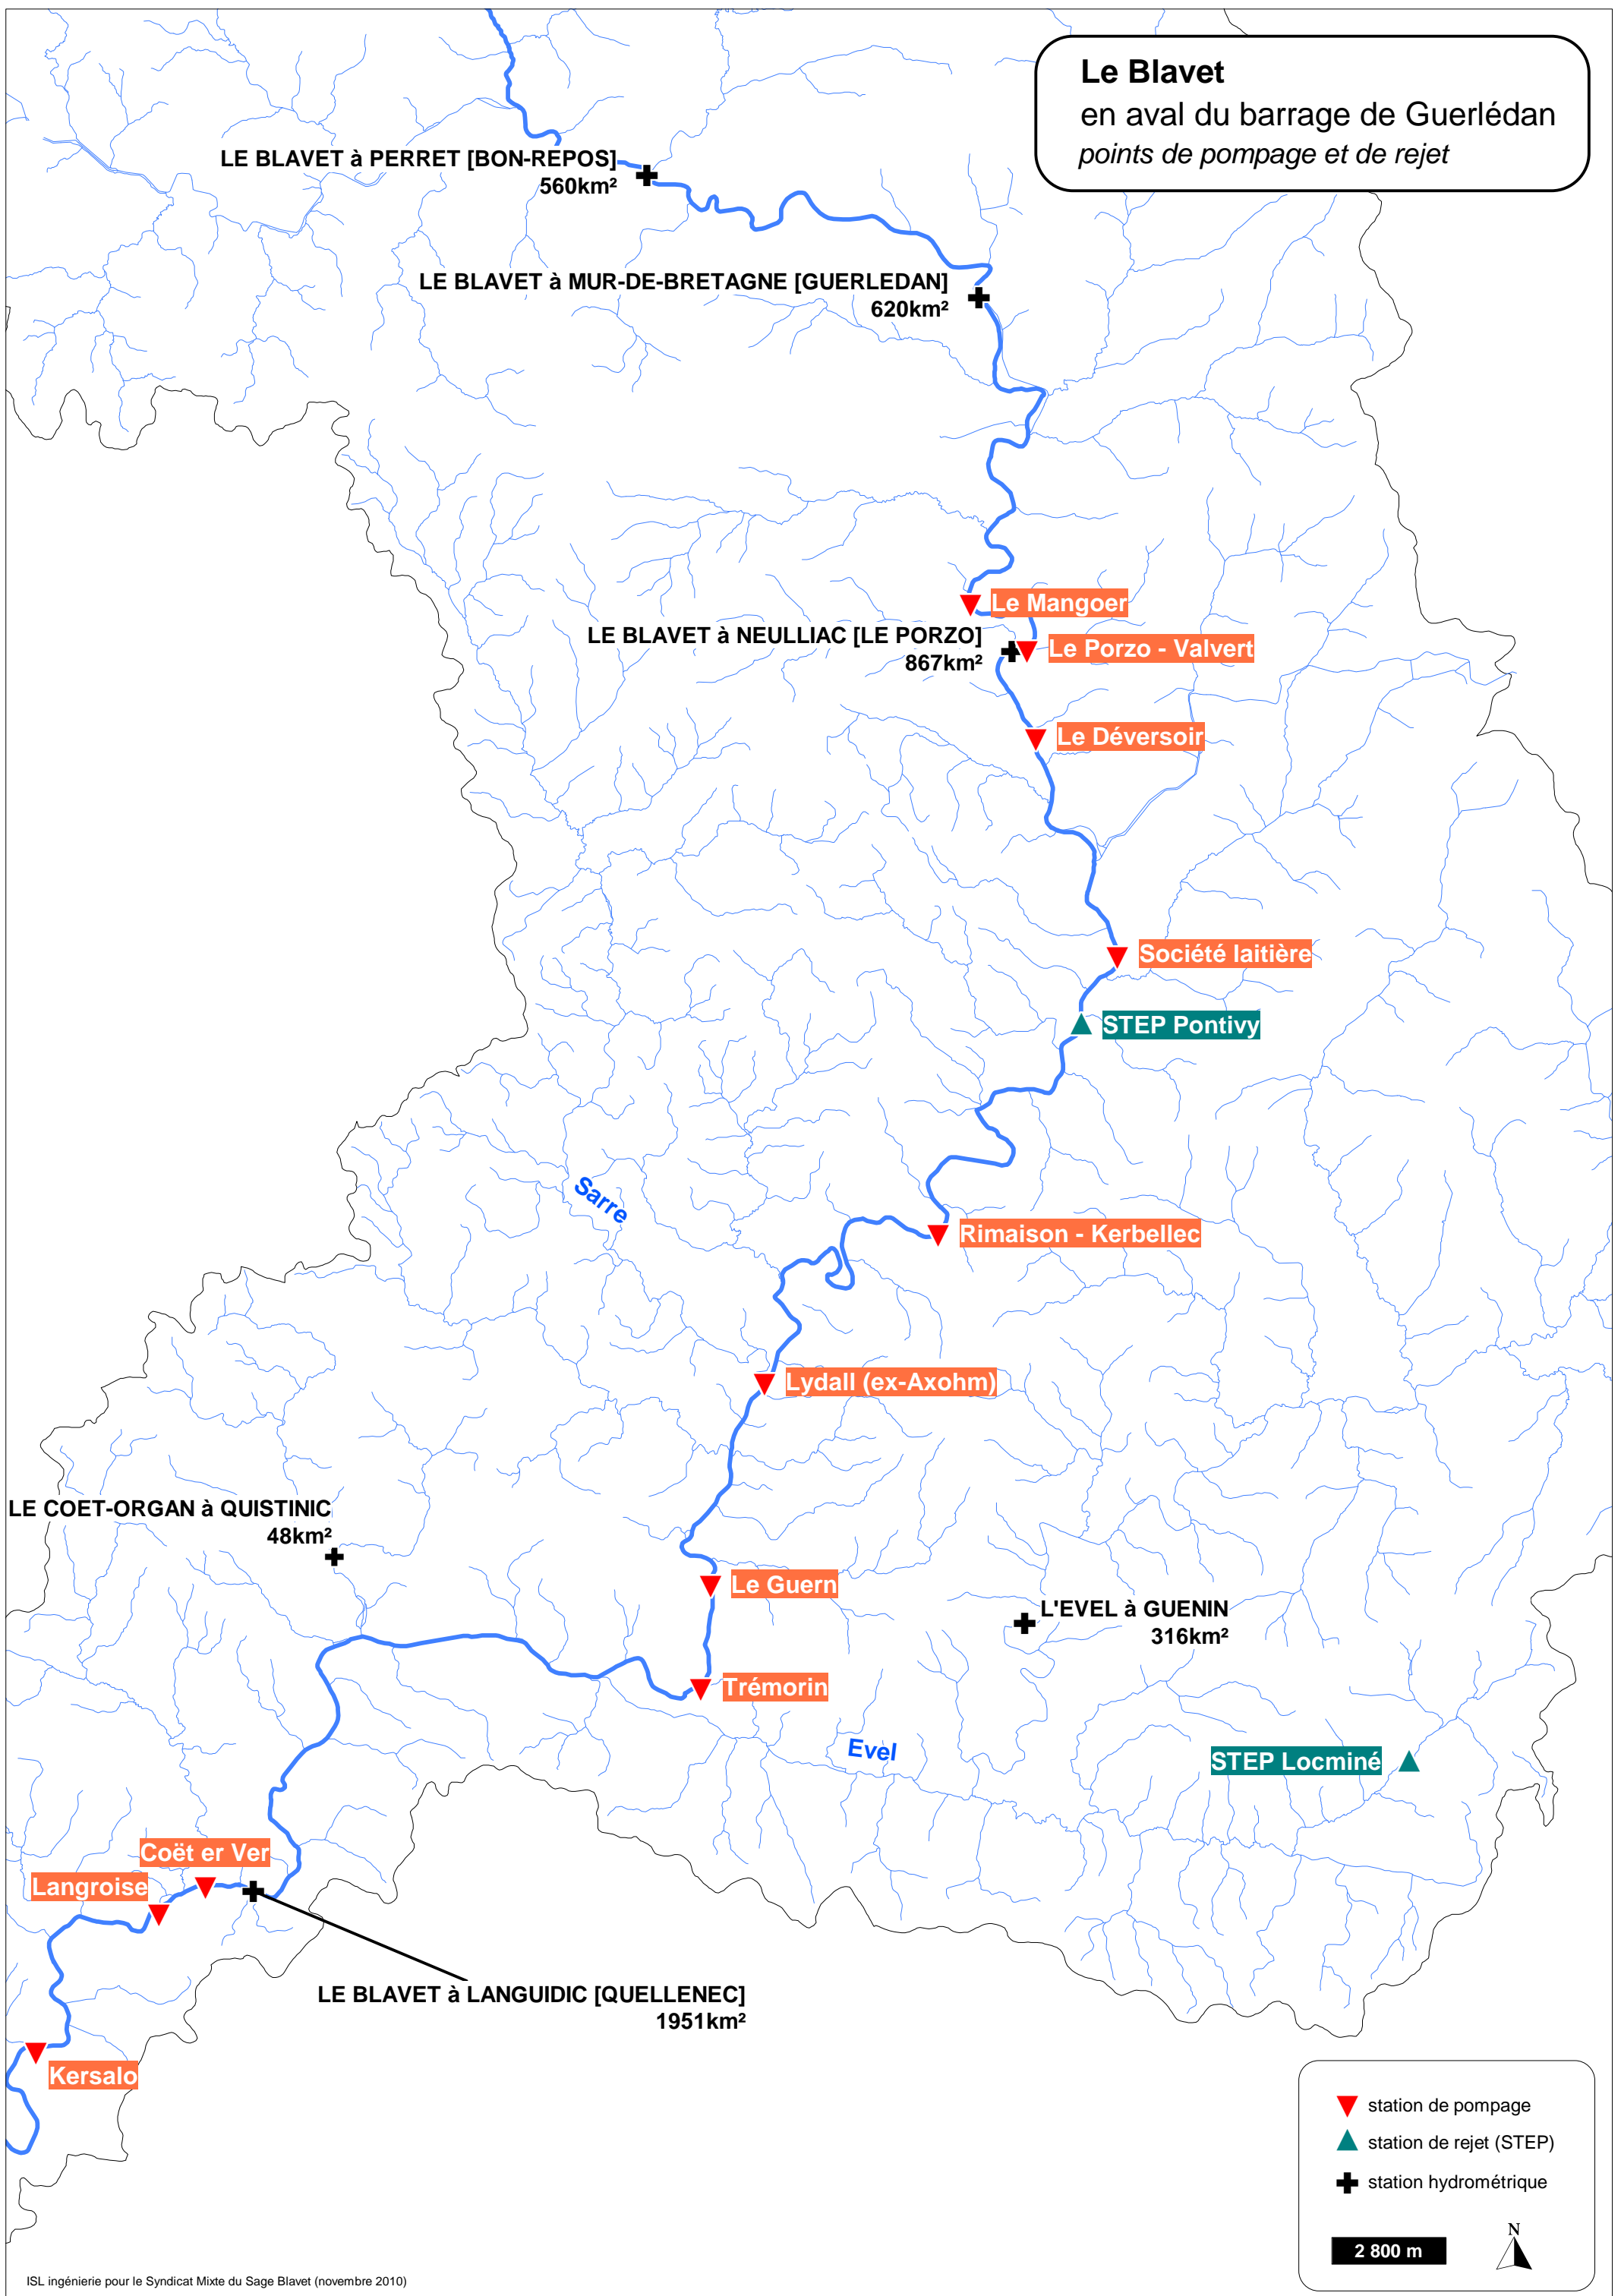 Le Blavet
en aval du barrage de Guerlédan
points de pompage et de rejet
LE BLAVET à PERRET [BON-REPOS]
560km²
LE BLAVET à MUR-DE-BRETAGNE [GUERLEDAN]
620km²
Le Mangoer
LE BLAVET à NEULLIAC [LE PORZO]
867km²
Le Porzo - Valvert
Le Déversoir
Société laitière
STEP Pontivy
Sarre
Rimaison - Kerbellec
Lydall (ex-Axohm)
LE COET-ORGAN à QUISTINIC
48km²
Le Guern
L'EVEL à GUENIN
316km²
Trémorin
Evel
STEP Locminé
Coët er Ver
Langroise
LE BLAVET à LANGUIDIC [QUELLENEC]
1951km²
Kersalo
station de pompage
station de rejet (STEP)
station hydrométrique
N
2 800 m
ISL ingénierie pour le Syndicat Mixte du Sage Blavet (novembre 2010)